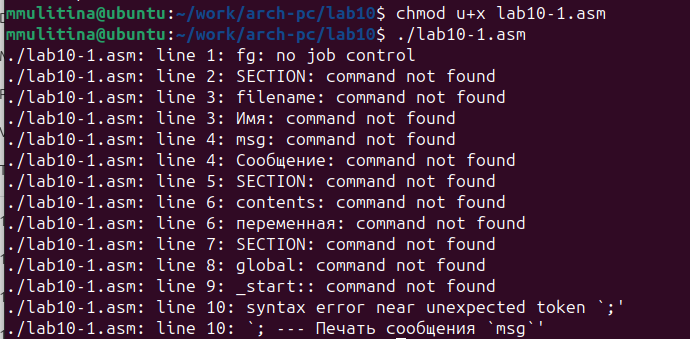 mmulitina@ubuntu:~/work/arch-pc/lab10$ chmod u+x lab10-1.asm
mmulitina@ubuntu:~/work/arch-pc/lab10$ ./lab10-1.asm
./lab10-1.asm: line 1: fg: no job control
./lab10-1.asm: line 2: SECTION: command not found
./lab10-1.asm: line 3: filename: command not found
./lab10-1.asm: line 3: Имя: command not found
./lab10-1.asm: line 4: msg: command not found
./lab10-1.asm: line 4: Сообщение: command not found
./lab10-1.asm: line 5: SECTION: command not found
./lab10-1.asm: line 6: contents: command not found
./lab10-1.asm: line 6: переменная: command not found
./lab10-1.asm: line 7: SECTION: command not found
./lab10-1.asm: line 8: global: command not found
./lab10-1.asm: line 9: _start:: command not found
./lab10-1.asm: line 10: syntax error near unexpected token `;'
./lab10-1.asm: line 10: `; --- Печать сообщения `msg`'